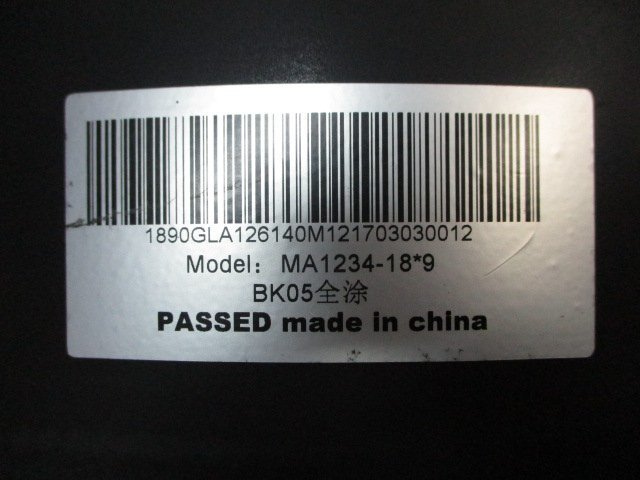 1890GLA126140M121703030012
Model： MA1234-18*9
BK05全涂
PASSED made in china